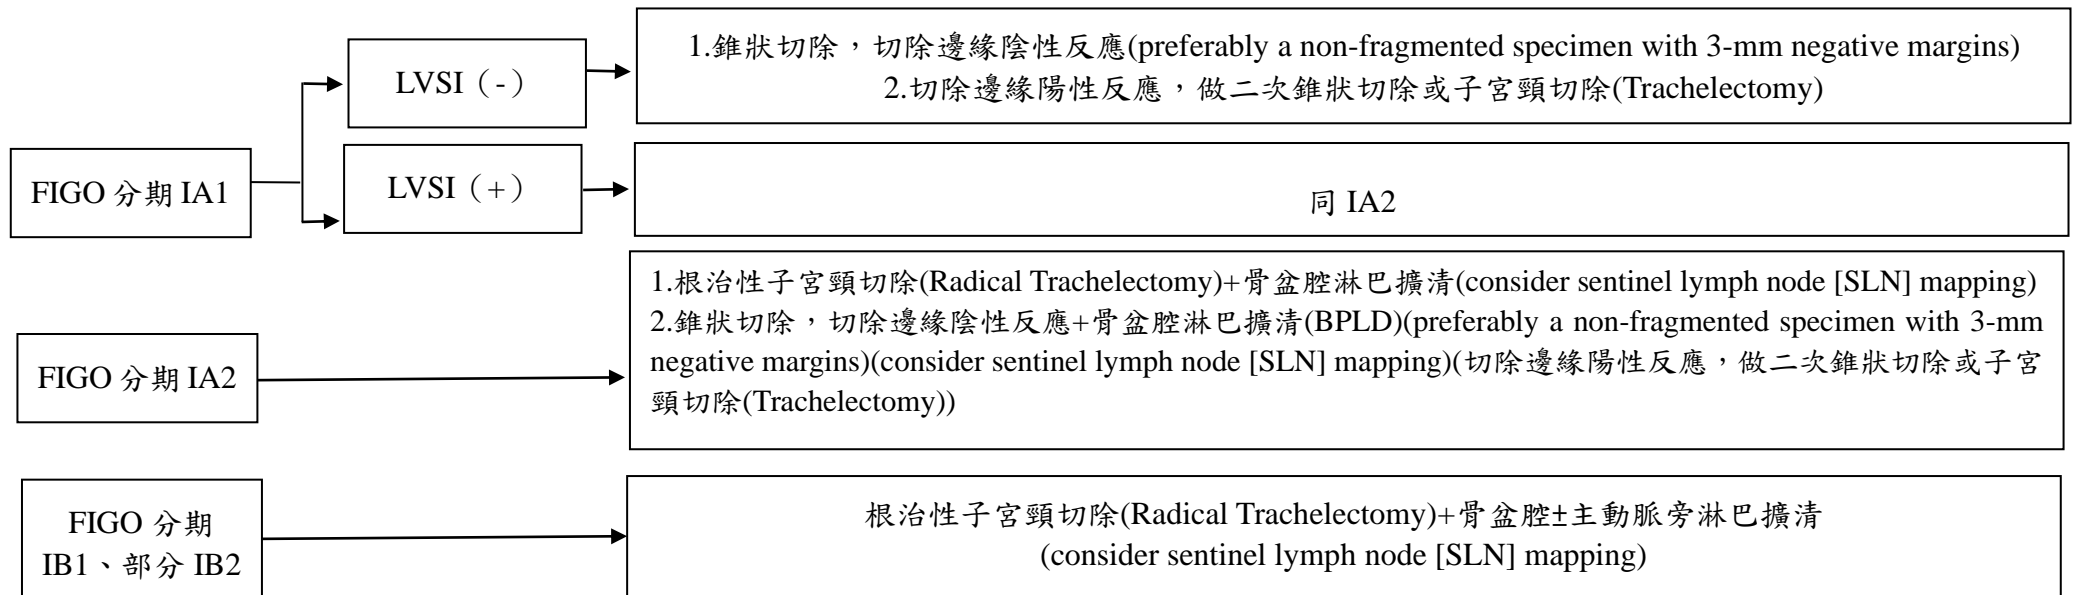 1.錐狀切除，切除邊緣陰性反應(preferably a non-fragmented specimen with 3-mm negative margins)
2.切除邊緣陽性反應，做二次錐狀切除或子宮頸切除(Trachelectomy)
LVSI（-）
FIGO 分期 IA1
LVSI（+）
同 IA2
1.根治性子宮頸切除(Radical Trachelectomy)+骨盆腔淋巴擴清(consider sentinel lymph node [SLN] mapping)
2.錐狀切除，切除邊緣陰性反應+骨盆腔淋巴擴清(BPLD)(preferably a non-fragmented specimen with 3-mm
negative margins)(consider sentinel lymph node [SLN] mapping)(切除邊緣陽性反應，做二次錐狀切除或子宮
頸切除(Trachelectomy))
FIGO 分期 IA2
FIGO 分期
IB1、部分 IB2
根治性子宮頸切除(Radical Trachelectomy)+骨盆腔±主動脈旁淋巴擴清
(consider sentinel lymph node [SLN] mapping)